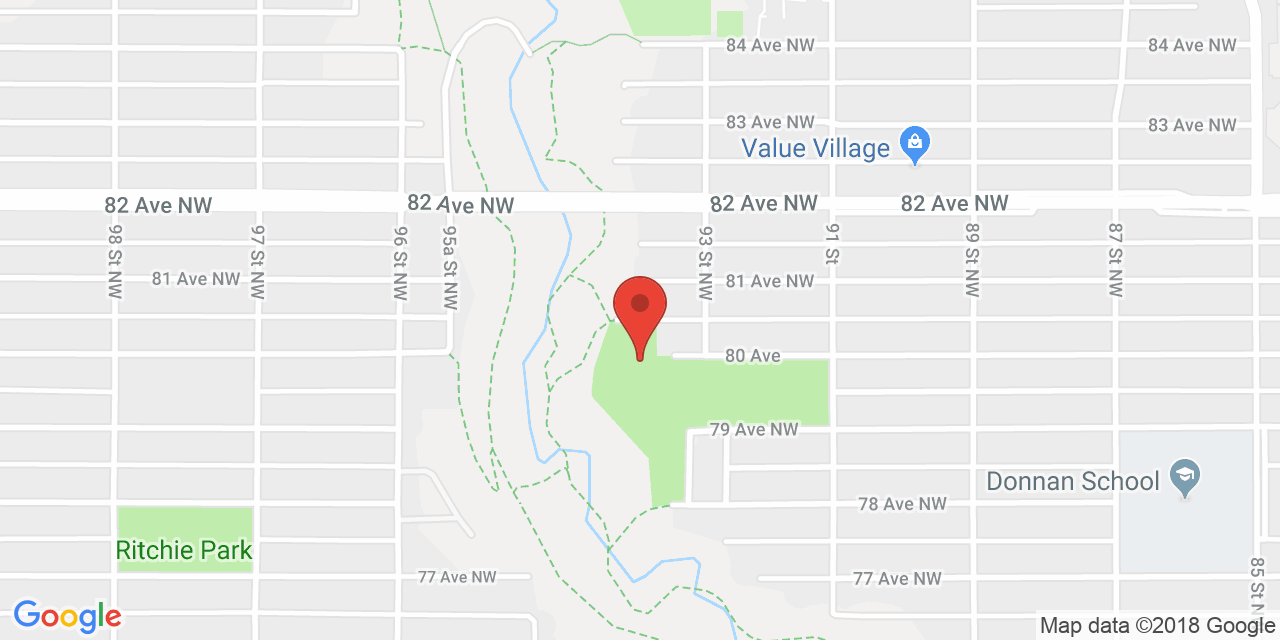 84 Ave NW
84 Ave NW
83 Ave NW
83 Ave NW
Value Village
82 Ave NW
82 Ave NW
82 Ave NW
82 Ave NW
98 St NW
97 St NW
96 St NW
95a St NW
93 St NW
91 St
89 St NW
87 St NW
81 Ave NW
81 Ave NW
80 Ave
79 Ave NW
Donnan School
78 Ave NW
Ritchie Park
77 Ave NW
77 Ave NW
85 St N
Google
Map data ©2018 Google